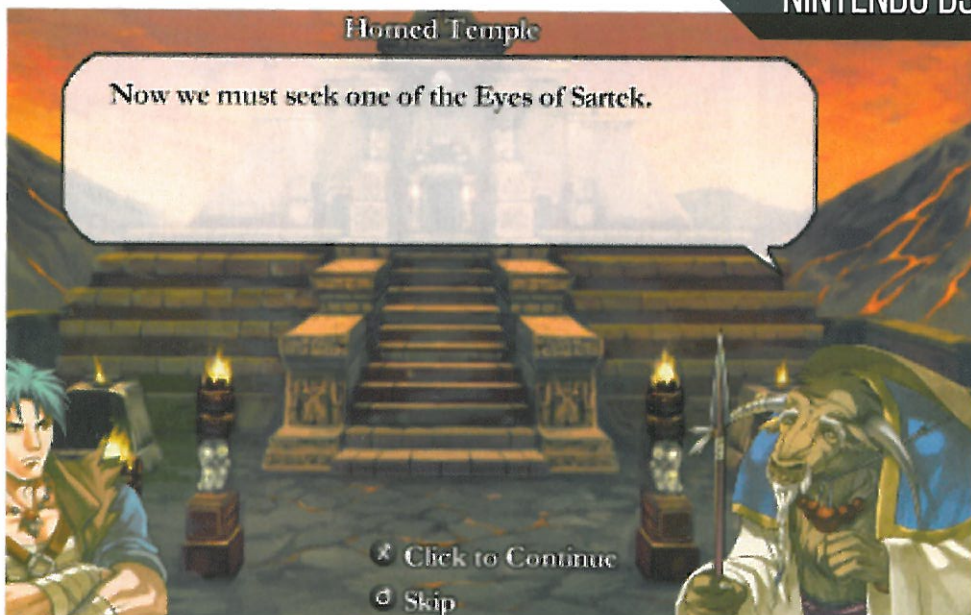 NINTENDO DS
Horned Temple
Now we must seek one of the Eyes of Sartek.
Click to Continue
Skip